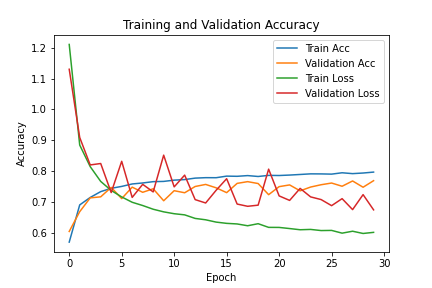 Training and Validation Accuracy
Train Acc
Validation Acc
Train Loss
Validation Loss
Accuracy
1.2
1.1
1.0
0.9
0.8
0.7
0.6
0
5
10
15
20
25
30
Epoch